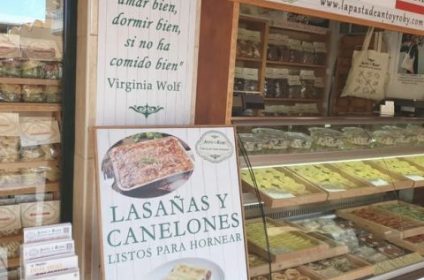 amar bien,
dormir bien,
si no ha
comido bien"
Virginia Wolf
www.lapastadeantoyroby.com
LASAÑAS Y
CANELONES
LISTOS PARA HORNEAR